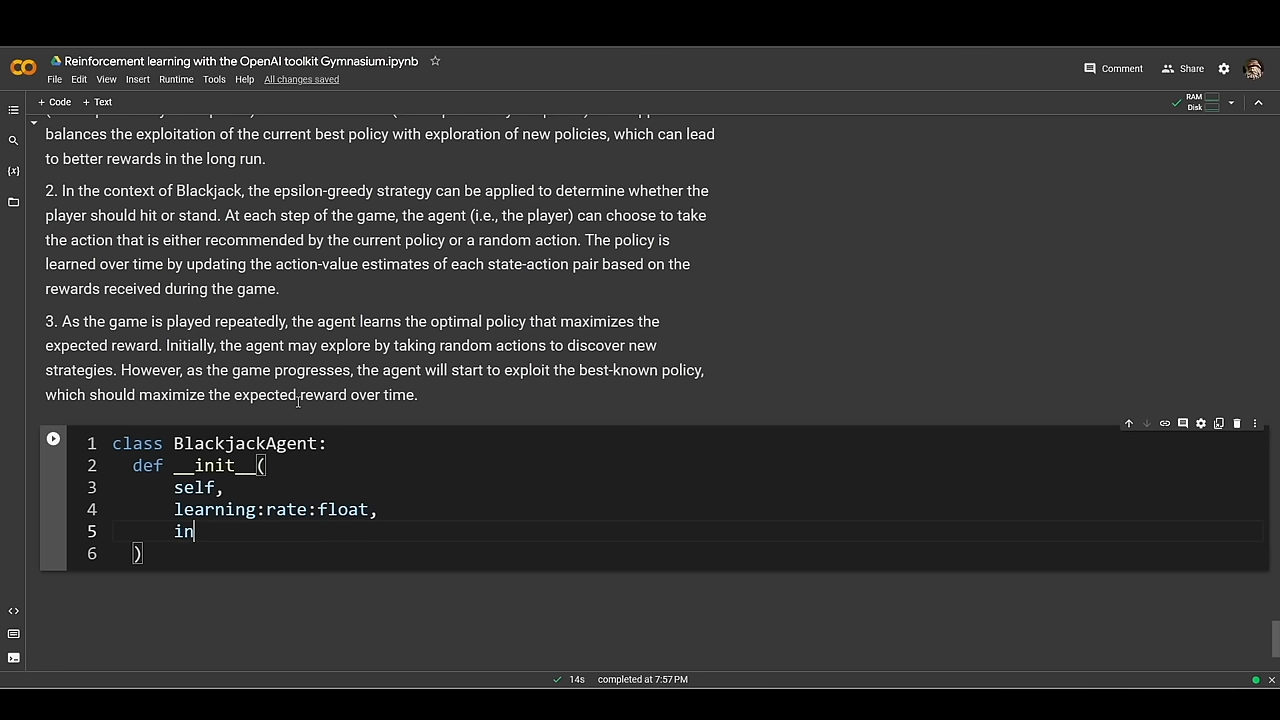 CO Reinforcement learning with the OpenAI toolkit Gymnasium.ipynb
File Edit View Insert Runtime Tools Help All changes saved
Comment Share
+ Code + Text
RAM
Disk
balances the exploitation of the current best policy with exploration of new policies, which can lead
to better rewards in the long run.
2. In the context of Blackjack, the epsilon-greedy strategy can be applied to determine whether the
player should hit or stand. At each step of the game, the agent (i.e., the player) can choose to take
the action that is either recommended by the current policy or a random action. The policy is
learned over time by updating the action-value estimates of each state-action pair based on the
rewards received during the game.
3. As the game is played repeatedly, the agent learns the optimal policy that maximizes the
expected reward. Initially, the agent may explore by taking random actions to discover new
strategies. However, as the game progresses, the agent will start to exploit the best-known policy,
which should maximize the expected reward over time.
1 class BlackjackAgent:
2 def __init__(
3 self,
4 learning:rate:float,
5 in
6 )
14s completed at 7:57 PM